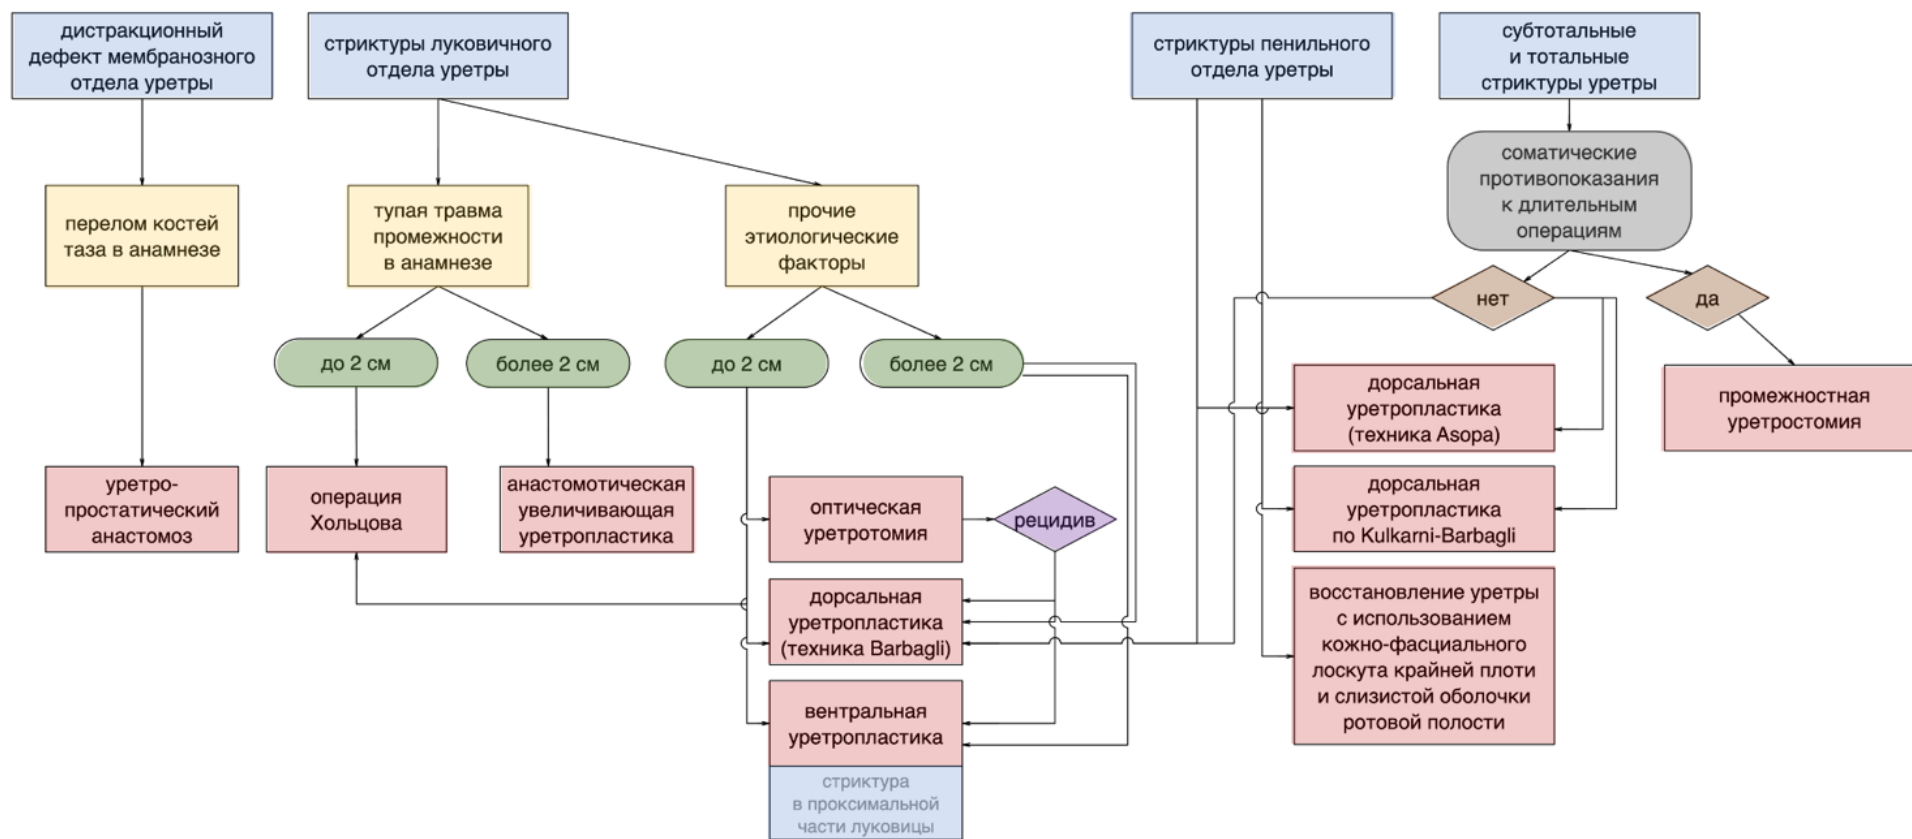 дистракционный
дефект мембранозного
отдела уретры
стриктуры луковичного
отдела уретры
стриктуры пенильного
отдела уретры
субтотальные
и тотальные
стриктуры уретры
соматические
противопоказания
к длительным
операциям
перелом костей
таза в анамнезе
тупая травма
промежности
в анамнезе
прочие
этиологические
факторы
нет
да
до 2 см
более 2 см
до 2 см
более 2 см
дорсальная
уретропластика
(техника Asopa)
промежностная
уретростомия
уретро-
простатический
анастомоз
операция
Хольцова
анастомотическая
увеличивающая
уретропластика
оптическая
уретротомия
рецидив
дорсальная
уретропластика
по Kulkarni-Barbagli
дорсальная
уретропластика
(техника Barbagli)
восстановление уретры
с использованием
кожно-фасциального
лоскута крайней плоти
и слизистой оболочки
ротовой полости
вентральная
уретропластика
стриктура
в проксимальной
части луковицы